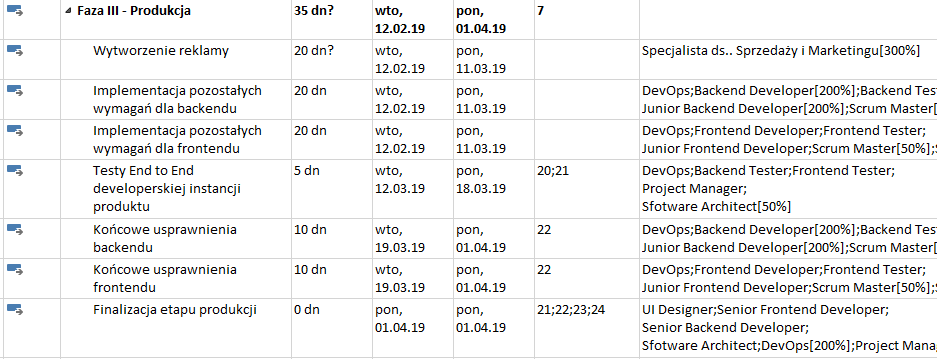 Faza III - Produkcja 35 dn? wto, pon, 7
12.02.19 01.04.19
Wytworzenie reklamy 20 dn? wto, pon, Specjalista ds.. Sprzedaży i Marketingu[300%]
12.02.19 11.03.19
Implementacja pozostałych 20 dn wto, pon, DevOps;Backend Developer[200%];Backend Test
wymagań dla backendu 12.02.19 11.03.19 Junior Backend Developer[200%];Scrum Master[
Implementacja pozostałych 20 dn wto, pon, DevOps;Frontend Developer;Frontend Tester;
wymagań dla frontendu 12.02.19 11.03.19 Junior Frontend Developer;Scrum Master[50%];S
Testy End to End 5 dn wto, pon, 20;21 DevOps;Backend Tester;Frontend Tester;
developerskiej instancji 12.03.19 18.03.19 Project Manager;
produktu Sfotware Architect[50%]
Końcowe usprawnienia 10 dn wto, pon, 22 DevOps;Backend Developer[200%];Backend Test
backendu 19.03.19 01.04.19 Junior Backend Developer[200%];Scrum Master[
Końcowe usprawnienia 10 dn wto, pon, 22 DevOps;Frontend Developer;Frontend Tester;
frontendu 19.03.19 01.04.19 Junior Frontend Developer;Scrum Master[50%];S
Finalizacja etapu produkcji 0 dn pon, pon, 21;22;23;24 UI Designer;Senior Frontend Developer;
01.04.19 01.04.19 Senior Backend Developer;
Sfotware Architect;DevOps[200%];Project Mana